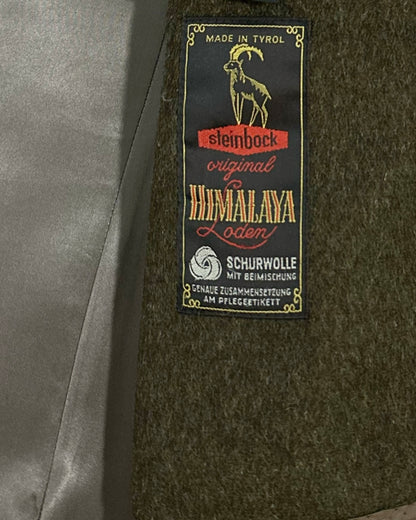 MADE IN TYROL
steinbock
original
HIMALAYA
Loden
SCHURWOLLE
MIT BEIMISCHUNG
GENAUE ZUSAMMENSETZUNG
AM PFLEGEETIKETT